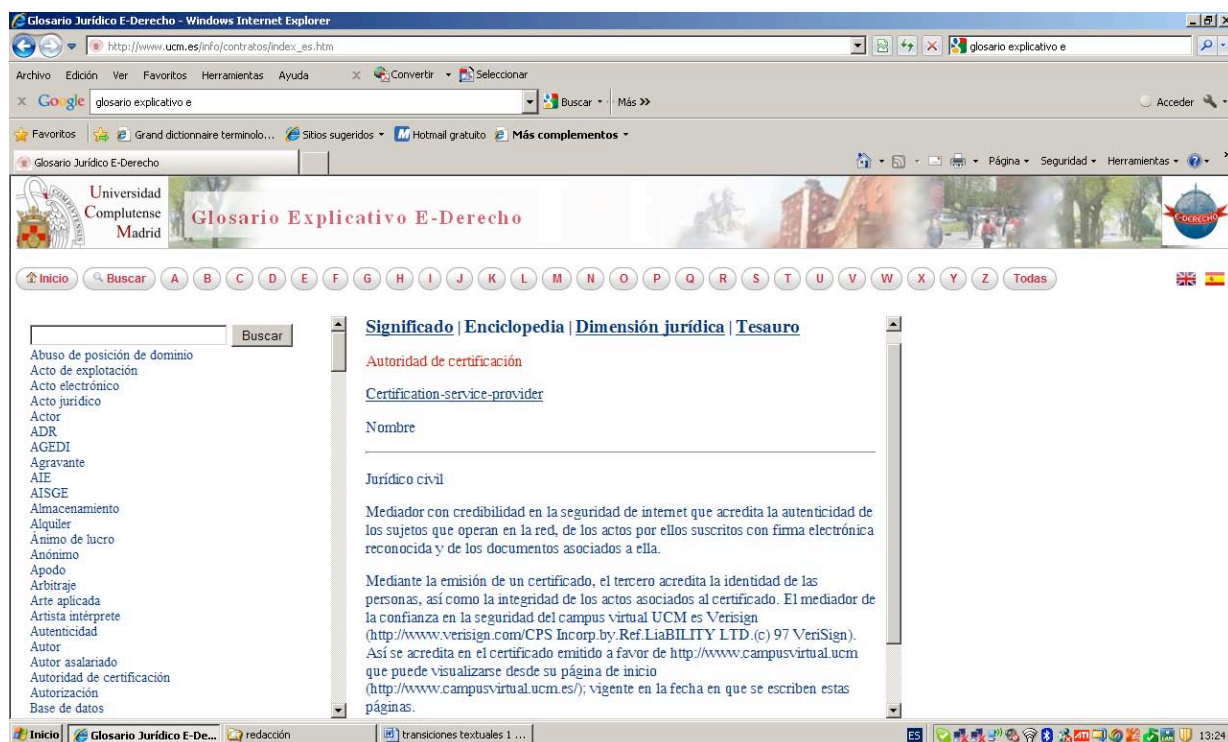 Glosario Jurídico E-Derecho - Windows Internet Explorer
http://www.ucm.es/info/contratos/index_es.htm
glosario explicativo e
Archivo Edición Ver Favoritos Herramientas Ayuda x Convertir Seleccionar
x Google glosario explicativo e Buscar Más >> Acceder
Favoritos Grand dictionnaire terminolo... Sitios sugeridos Hotmail gratuito Más complementos
Glosario Jurídico E-Derecho Página Seguridad Herramientas
Universidad
Complutense
Madrid
Glosario Explicativo E-Derecho
E-DERECHO
Inicio Buscar A B C D E F G H I J K L M N O P Q R S T U V W X Y Z Todas
Buscar
Abuso de posición de dominio
Acto de explotación
Acto electrónico
Acto jurídico
Actor
ADR
AGEDI
Agravante
AIE
AISGE
Almacenamiento
Alquiler
Ánimo de lucro
Anónimo
Apodo
Arbitraje
Arte aplicada
Artista intérprete
Autenticidad
Autor
Autor asalariado
Autoridad de certificación
Autorización
Base de datos
Significado | Enciclopedia | Dimensión jurídica | Tesauro
Autoridad de certificación
Certification-service-provider
Nombre
Jurídico civil
Mediador con credibilidad en la seguridad de internet que acredita la autenticidad de
los sujetos que operan en la red, de los actos por ellos suscritos con firma electrónica
reconocida y de los documentos asociados a ella.
Mediante la emisión de un certificado, el tercero acredita la identidad de las
personas, así como la integridad de los actos asociados al certificado. El mediador de
la confianza en la seguridad del campus virtual UCM es Verisign
(http://www.verisign.com/CPS Incorp.by.Ref.LiaBILITY LTD.(c) 97 VeriSign).
Así se acredita en el certificado emitido a favor de http://www.campusvirtual.ucm
que puede visualizarse desde su página de inicio
(http://www.campusvirtual.ucm.es/); vigente en la fecha en que se escriben estas
páginas.
Inicio Glosario Jurídico E-De... redacción transiciones textuales 1 ... ES 13:24